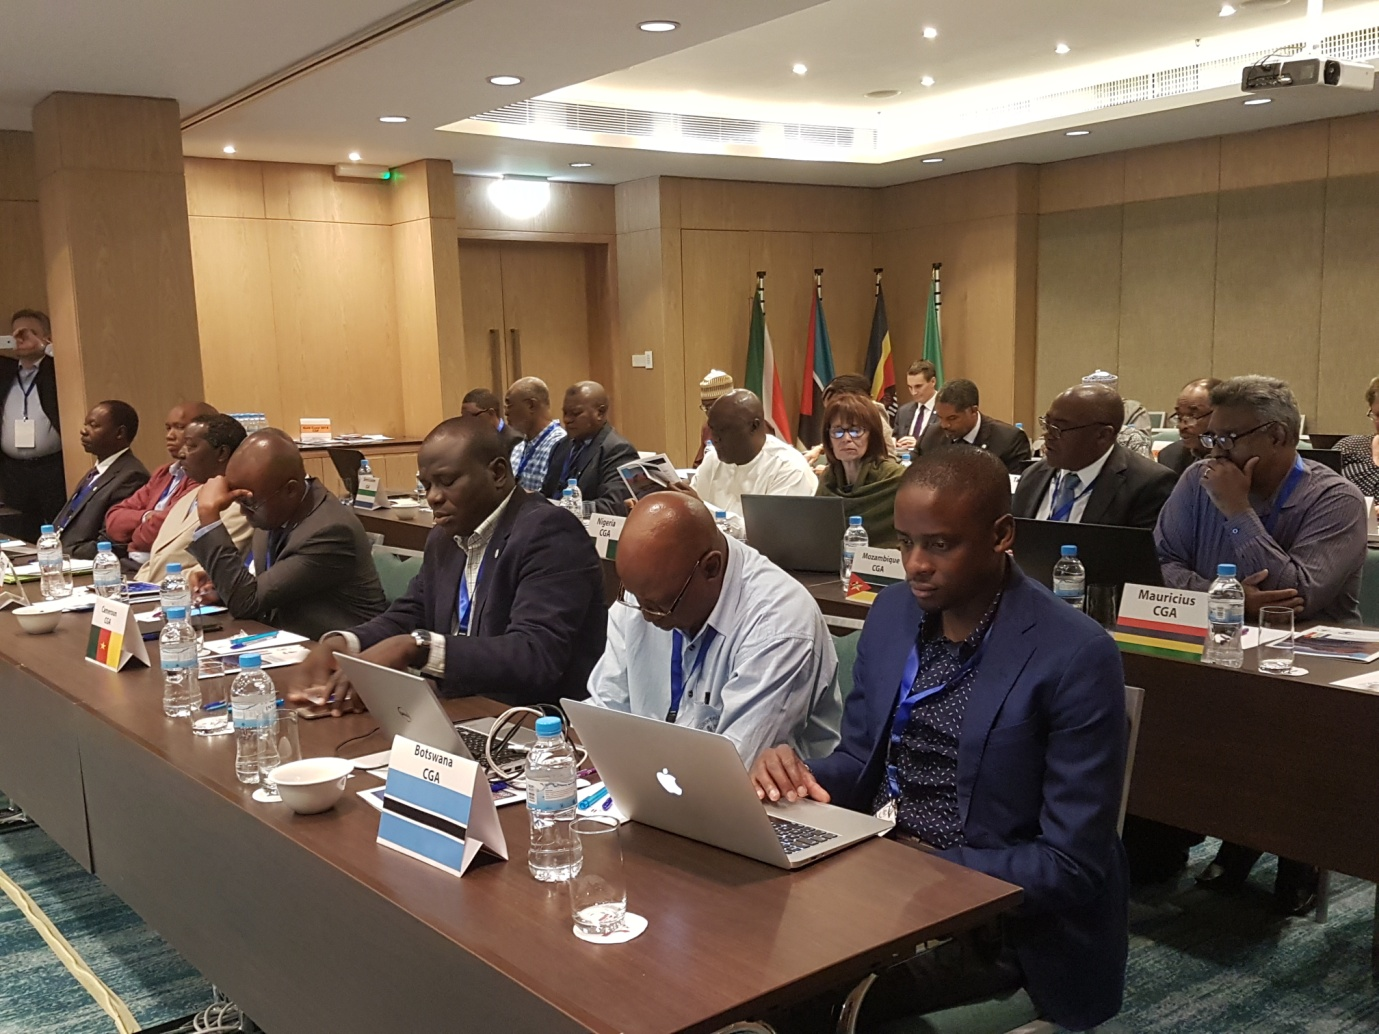 Cameroon
CGA
Botswana
CGA
Nigeria
CGA
Mozambique
CGA
Mauricius
CGA